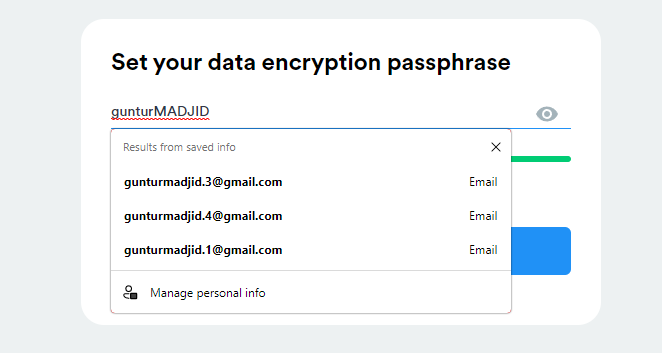 Set your data encryption passphrase
gunturMADJID
Results from saved info
gunturmadjid.3@gmail.com Email
gunturmadjid.4@gmail.com Email
gunturmadjid.1@gmail.com Email
Manage personal info